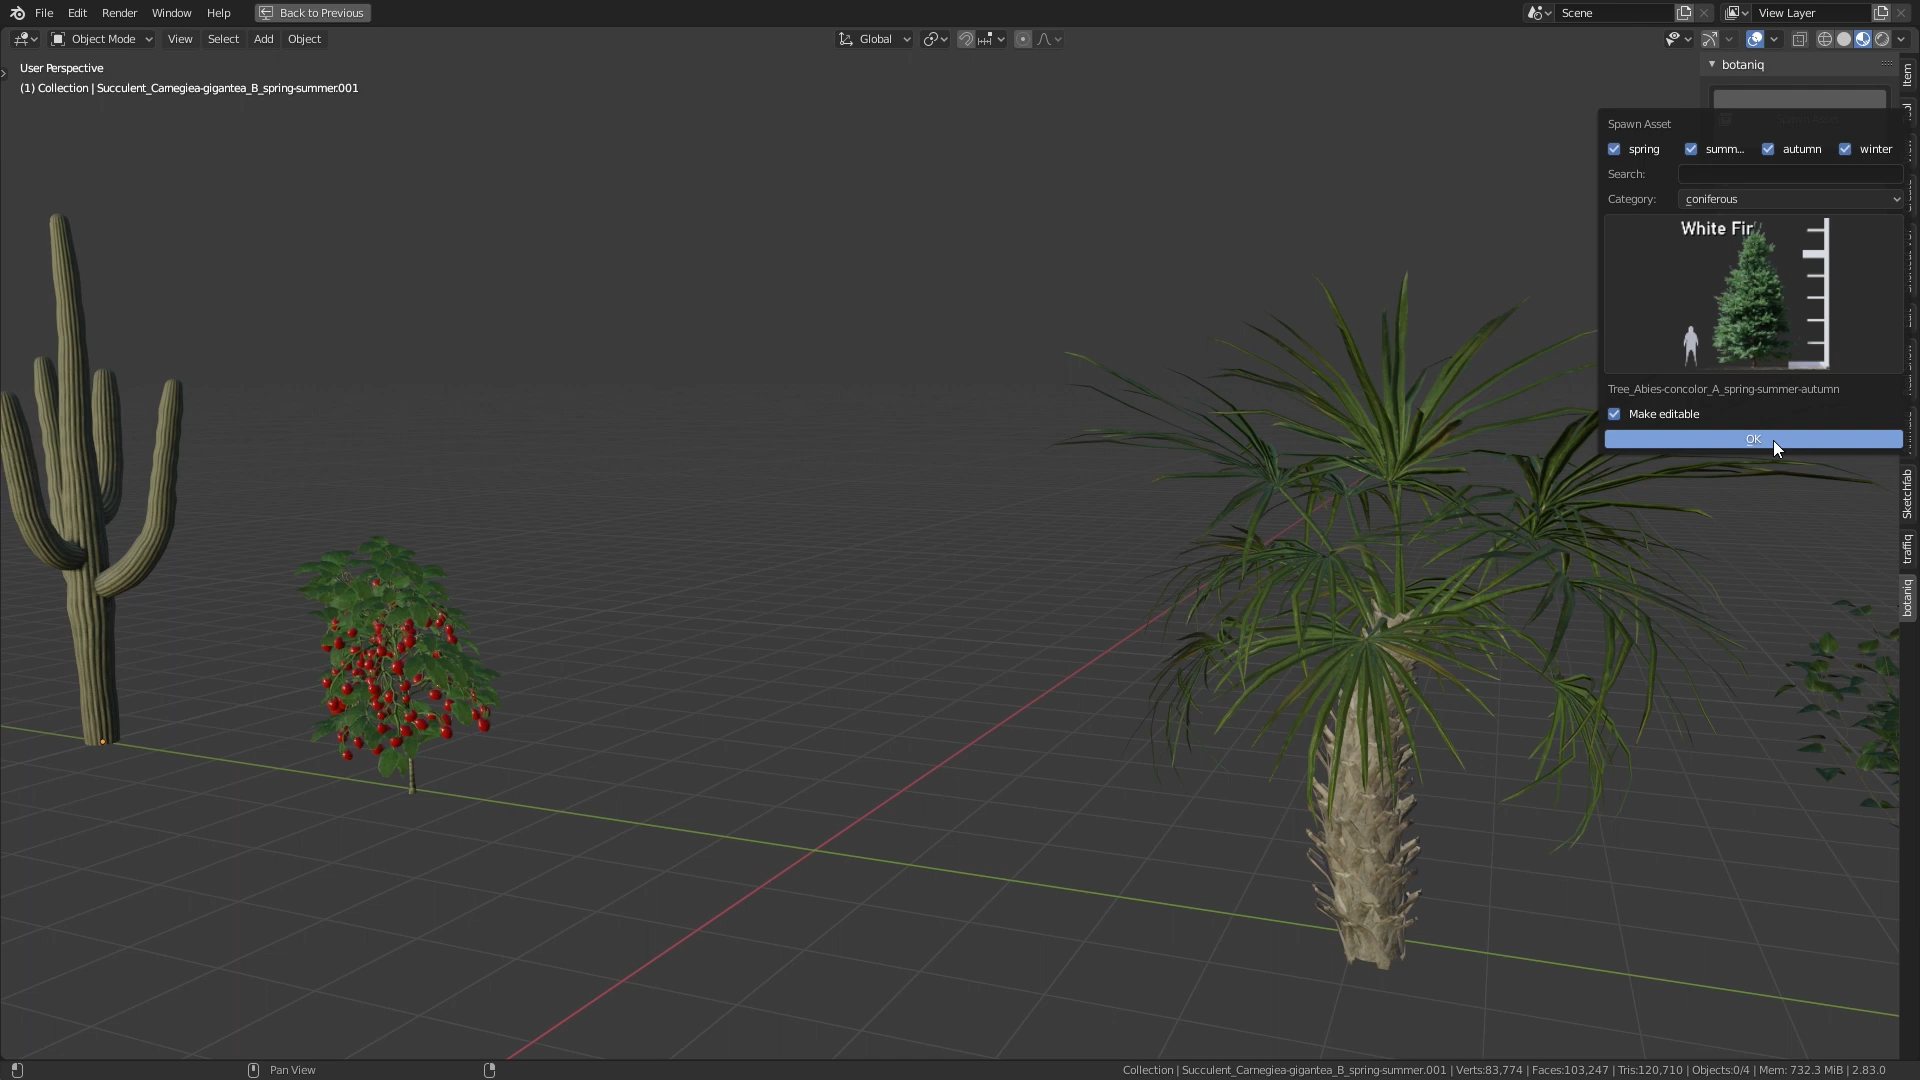 File Edit Render Window Help Back to Previous Scene View Layer
Object Mode View Select Add Object Global
User Perspective
(1) Collection | Succulent_Carnegiea-gigantea_B_spring-summer.001
botaniq
Spawn Asset
spring summ... autumn winter
Search:
Category: coniferous
White Fir
Tree_Abies-concolor_A_spring-summer-autumn
Make editable
OK
Item
Sketchfab
traffiq
botaniq
Pan View
Collection | Succulent_Carnegiea-gigantea_B_spring-summer.001 | Verts:83,774 | Faces:103,247 | Tris:120,710 | Objects:0/4 | Mem: 732.3 MiB | 2.83.0